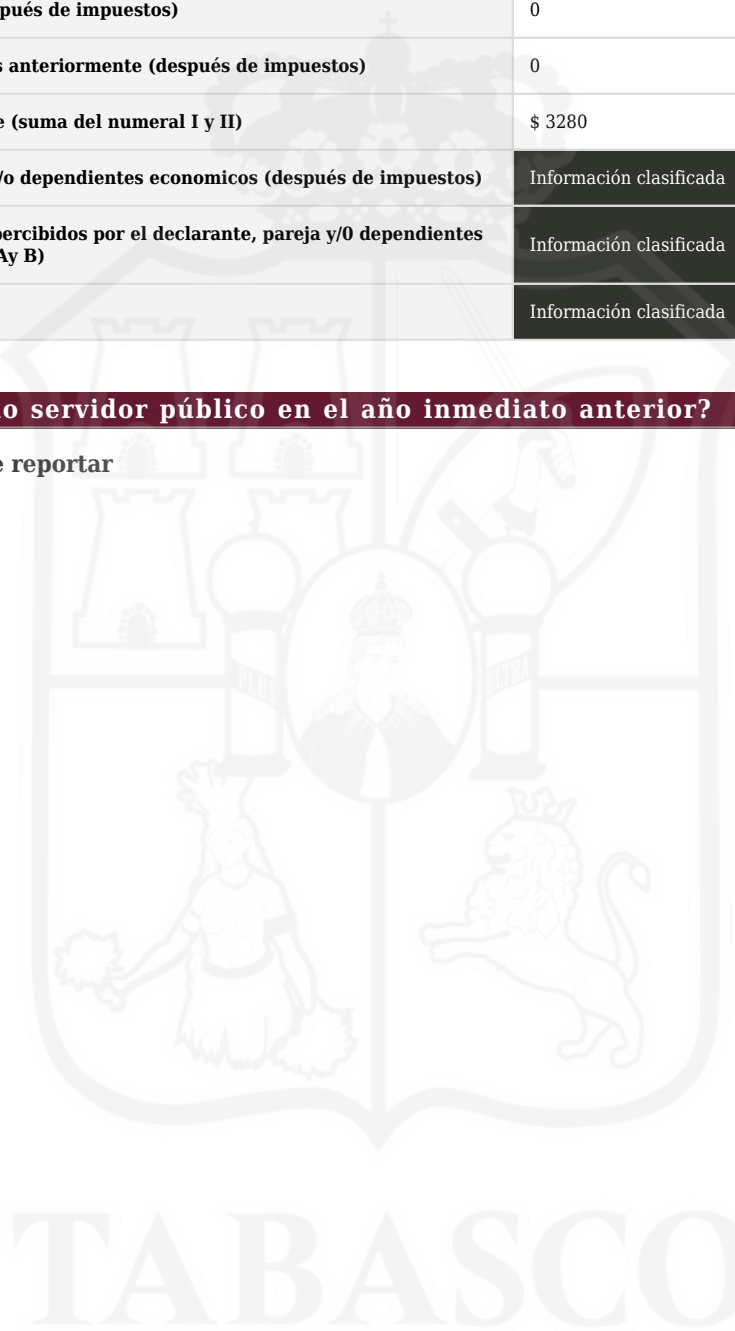 pués de impuestos) 0
s anteriormente (después de impuestos) 0
e (suma del numeral I y II) $ 3280
/o dependientes economicos (después de impuestos) Información clasificada
percibidos por el declarante, pareja y/0 dependientes
Ay B) Información clasificada
Información clasificada
o servidor público en el año inmediato anterior?
e reportar
PLUS ULTRA
TABASCO